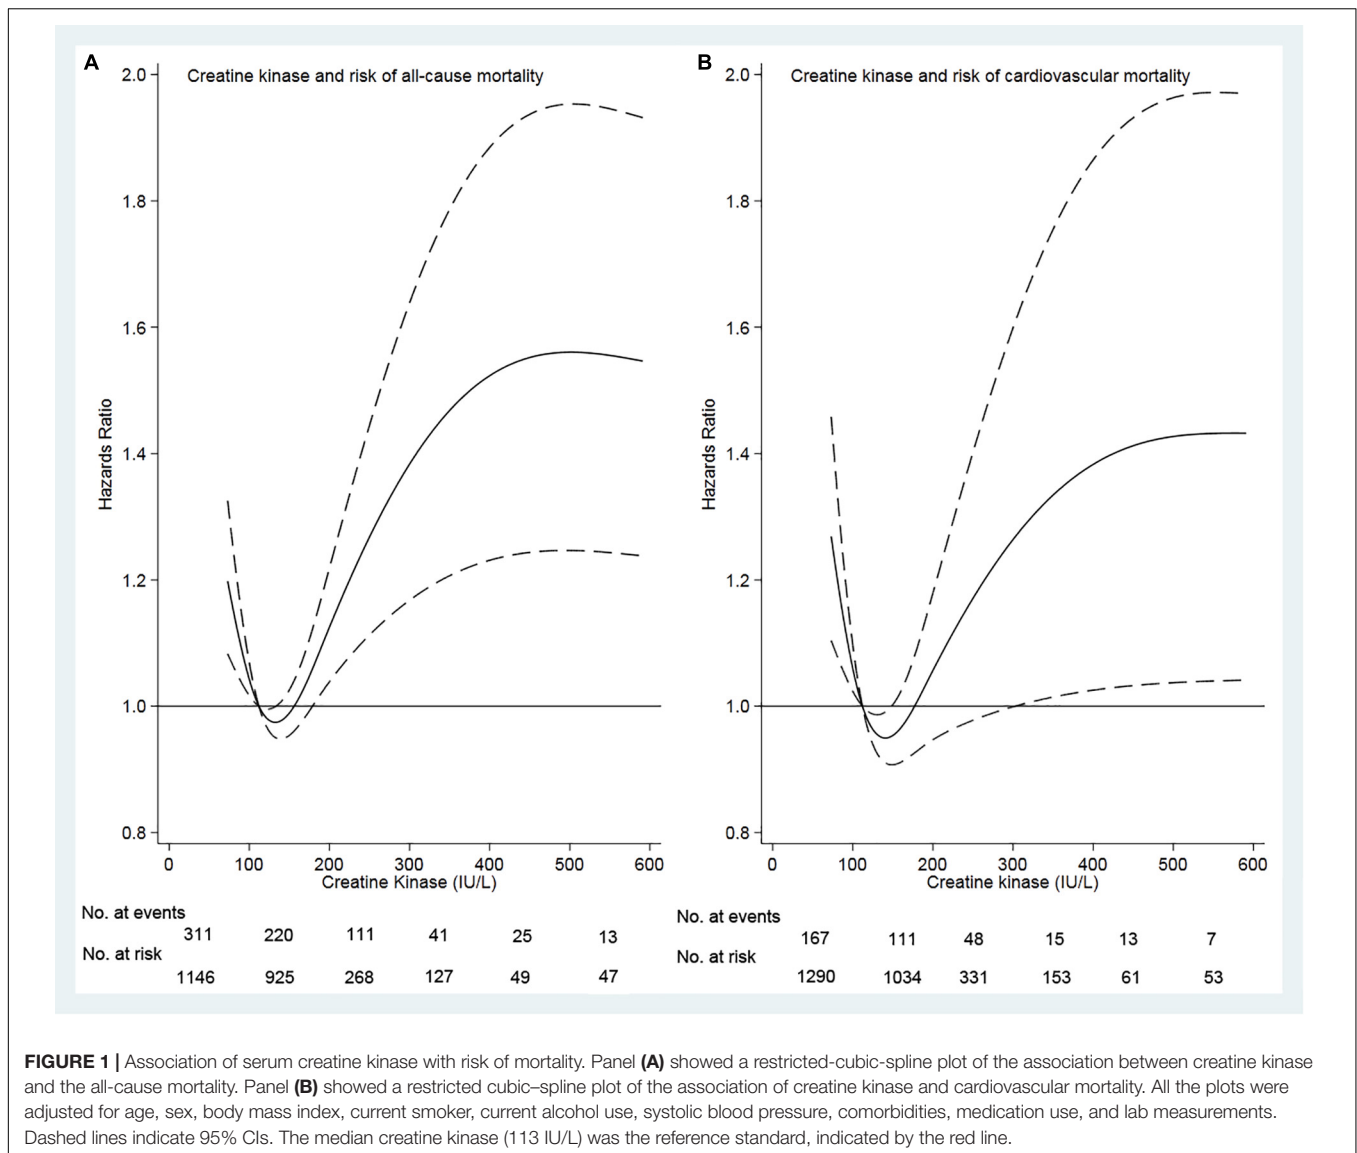 A
Creatine kinase and risk of all-cause mortality
2.0
1.8
1.6
1.4
1.2
1.0
0.8
Hazards Ratio
0 100 200 300 400 500 600
Creatine Kinase (IU/L)
No. at events
311 220 111 41 25 13
No. at risk
1146 925 268 127 49 47
B
Creatine kinase and risk of cardiovascular mortality
2.0
1.8
1.6
1.4
1.2
1.0
0.8
Hazards Ratio
0 100 200 300 400 500 600
Creatine kinase (IU/L)
No. at events
167 111 48 15 13 7
No. at risk
1290 1034 331 153 61 53
FIGURE 1 | Association of serum creatine kinase with risk of mortality. Panel (A) showed a restricted-cubic-spline plot of the association between creatine kinase
and the all-cause mortality. Panel (B) showed a restricted cubic–spline plot of the association of creatine kinase and cardiovascular mortality. All the plots were
adjusted for age, sex, body mass index, current smoker, current alcohol use, systolic blood pressure, comorbidities, medication use, and lab measurements.
Dashed lines indicate 95% CIs. The median creatine kinase (113 IU/L) was the reference standard, indicated by the red line.